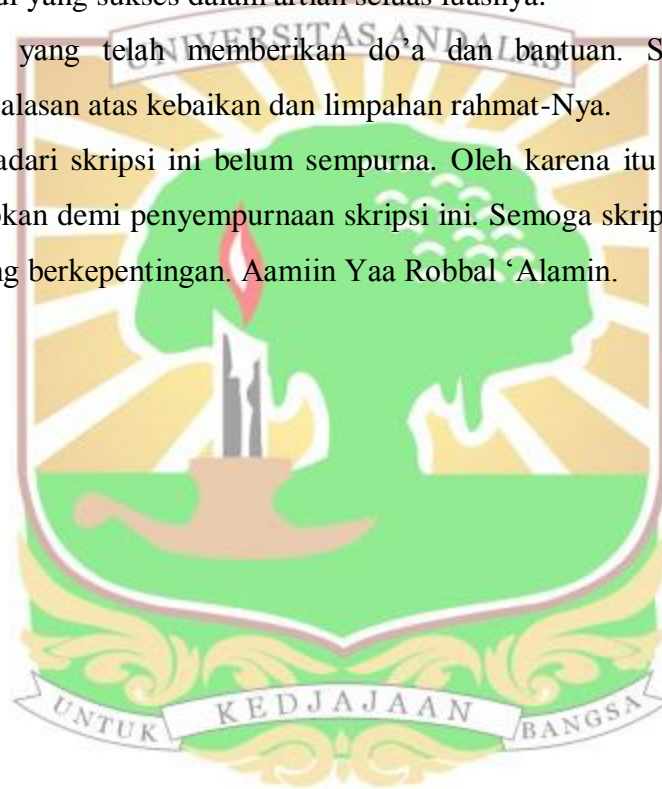 di yang sukses dalam artian seluas luasnya.
yang telah memberikan do’a dan bantuan. S
UNIVERSITAS ANDALAS
alasan atas kebaikan dan limpahan rahmat-Nya.
adari skripsi ini belum sempurna. Oleh karena itu
kan demi penyempurnaan skripsi ini. Semoga skrip
g berkepentingan. Aamiin Yaa Robbal ‘Alamin.
UNTUK KEDJAJAAN BANGSA